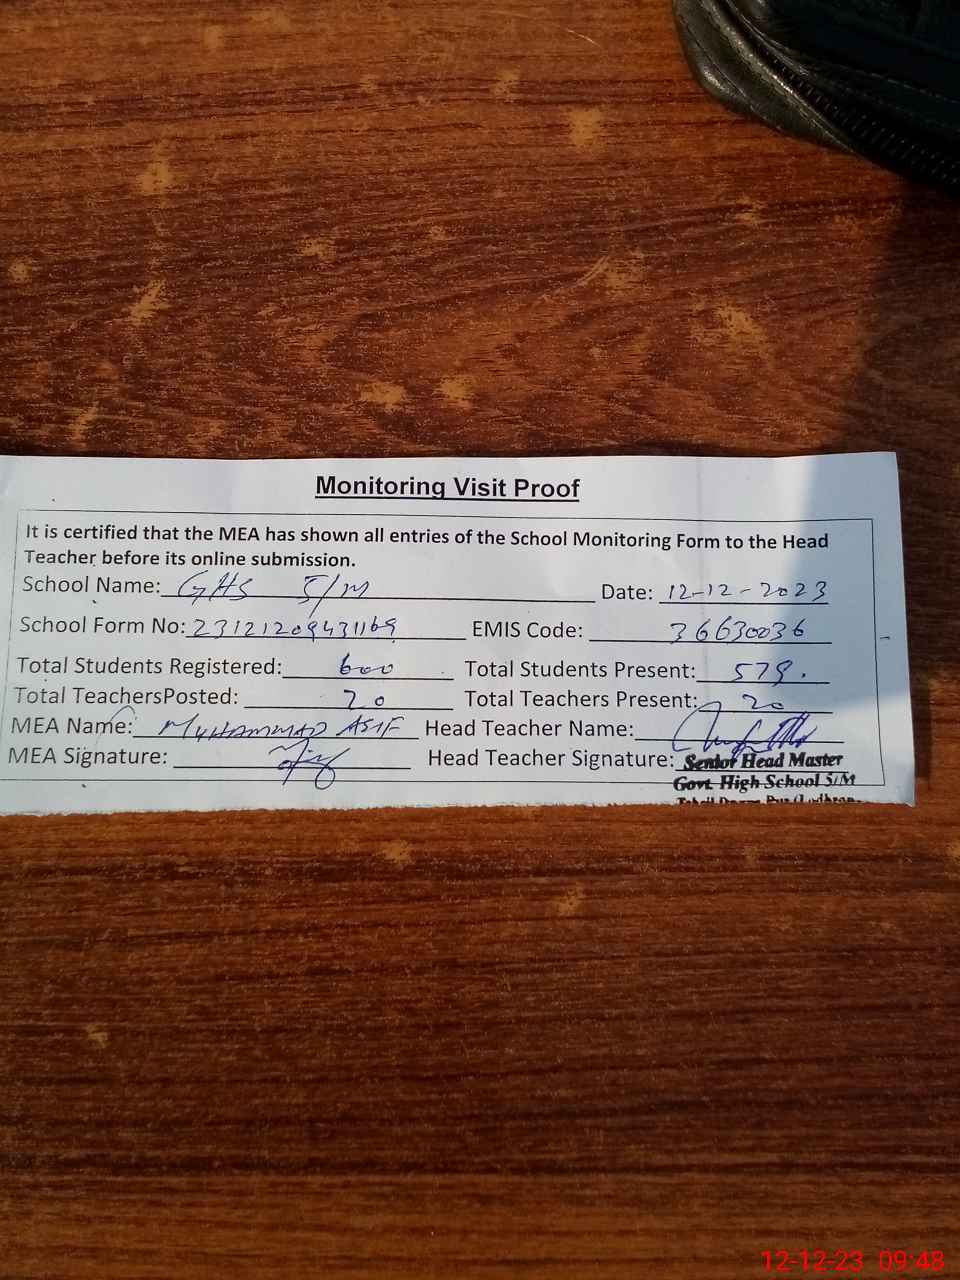 Monitoring Visit Proof
It is certified that the MEA has shown all entries of the School Monitoring Form to the Head
Teacher before its online submission.
School Name: GHS 5/M Date: 12-12-2023
School Form No: 23121209431169 EMIS Code: 36630036
Total Students Registered: 600 Total Students Present: 579.
Total TeachersPosted: 20 Total Teachers Present: 20
MEA Name: MUHAMMAD ASIF Head Teacher Name:
MEA Signature: Head Teacher Signature: Senior Head Master
Govt. High School 5/M
12-12-23 09:48